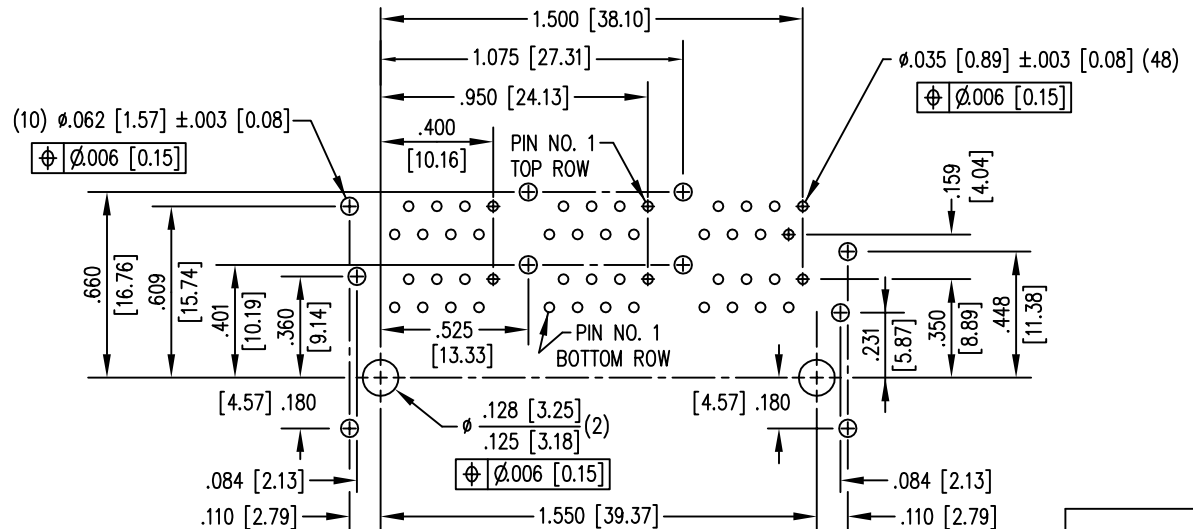 1.500 [38.10]
1.075 [27.31]
ø.035 [0.89] ±.003 [0.08] (48)
⌖ Ø.006 [0.15]
.950 [24.13]
(10) ø.062 [1.57] ±.003 [0.08]
⌖ Ø.006 [0.15]
.400
[10.16]
PIN NO. 1
TOP ROW
.159
[4.04]
.660
[16.76]
.609
[15.74]
.401
[10.19]
.360
[9.14]
.525
[13.33]
PIN NO. 1
BOTTOM ROW
.231
[5.87]
.350
[8.89]
.448
[11.38]
[4.57] .180
ø .128 [3.25]
.125 [3.18] (2)
⌖ Ø.006 [0.15]
[4.57] .180
.084 [2.13]
.084 [2.13]
.110 [2.79]
1.550 [39.37]
.110 [2.79]